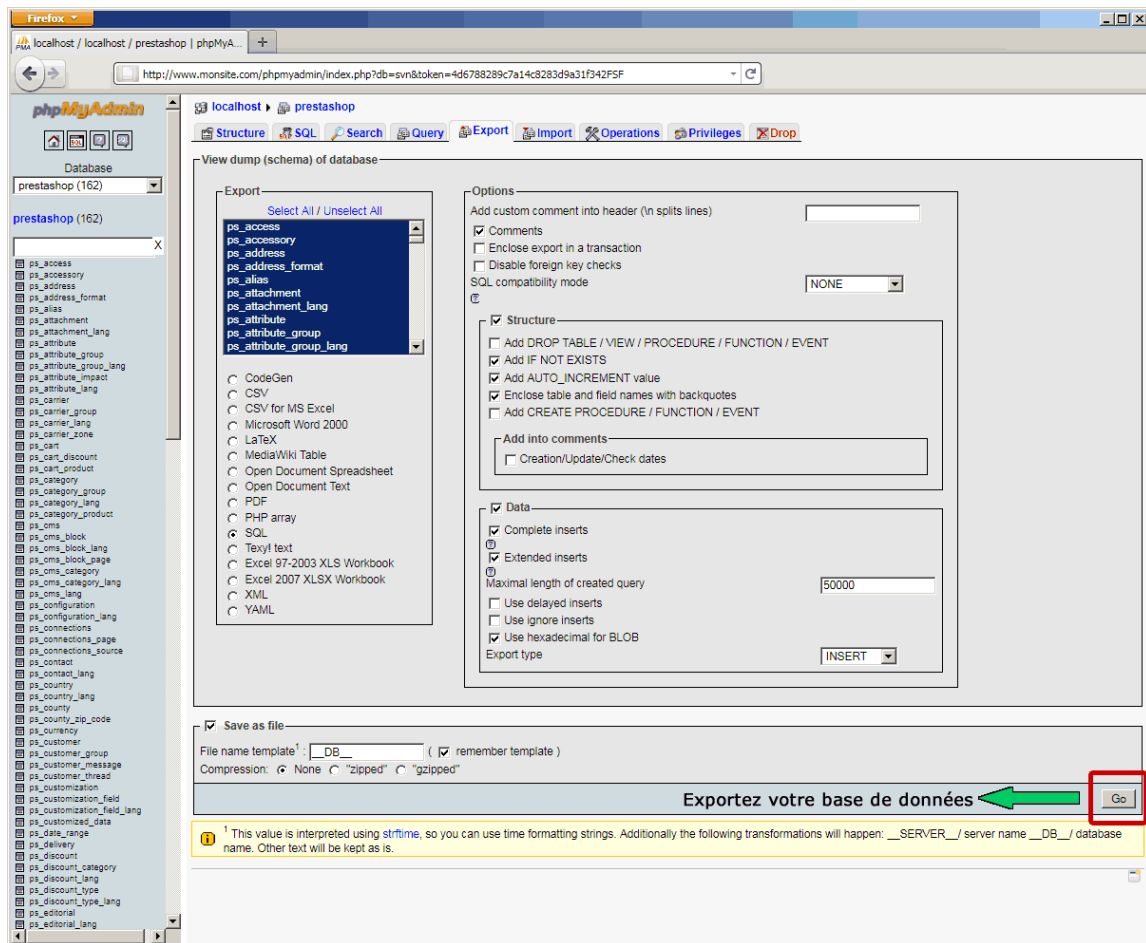 Firefox
localhost / localhost / prestashop | phpMyA...
http://www.monsite.com/phpmyadmin/index.php?db=svn&token=4d6788289c7a14c8283d9a31f342FSF
phpMyAdmin
Database
prestashop (162)
prestashop (162)
X
ps_access
ps_accessory
ps_address
ps_address_format
ps_alias
ps_attachment
ps_attachment_lang
ps_attribute
ps_attribute_group
ps_attribute_group_lang
ps_attribute_impact
ps_attribute_lang
ps_carrier
ps_carrier_group
ps_carrier_lang
ps_carrier_zone
ps_cart
ps_cart_discount
ps_cart_product
ps_category
ps_category_group
ps_category_lang
ps_category_product
ps_cms
ps_cms_block
ps_cms_block_lang
ps_cms_block_page
ps_cms_category
ps_cms_category_lang
ps_cms_lang
ps_configuration
ps_configuration_lang
ps_connections
ps_connections_page
ps_connections_source
ps_contact
ps_contact_lang
ps_country
ps_country_lang
ps_county
ps_county_zip_code
ps_currency
ps_customer
ps_customer_group
ps_customer_message
ps_customer_thread
ps_customization
ps_customization_field
ps_customization_field_lang
ps_customized_data
ps_date_range
ps_delivery
ps_discount
ps_discount_category
ps_discount_lang
ps_discount_type
ps_discount_type_lang
ps_editorial
ps_editorial_lang
localhost prestashop
Structure SQL Search Query Export Import Operations Privileges Drop
View dump (schema) of database
Export
Select All / Unselect All
ps_access
ps_accessory
ps_address
ps_address_format
ps_alias
ps_attachment
ps_attachment_lang
ps_attribute
ps_attribute_group
ps_attribute_group_lang
CodeGen
CSV
CSV for MS Excel
Microsoft Word 2000
LaTeX
MediaWiki Table
Open Document Spreadsheet
Open Document Text
PDF
PHP array
SQL
Texy! text
Excel 97-2003 XLS Workbook
Excel 2007 XLSX Workbook
XML
YAML
Options
Add custom comment into header (\n splits lines)
Comments
Enclose export in a transaction
Disable foreign key checks
SQL compatibility mode NONE
Structure
Add DROP TABLE / VIEW / PROCEDURE / FUNCTION / EVENT
Add IF NOT EXISTS
Add AUTO_INCREMENT value
Enclose table and field names with backquotes
Add CREATE PROCEDURE / FUNCTION / EVENT
Add into comments
Creation/Update/Check dates
Data
Complete inserts
Extended inserts
Maximal length of created query 50000
Use delayed inserts
Use ignore inserts
Use hexadecimal for BLOB
Export type INSERT
Save as file
File name template1 : __DB__ ( remember template )
Compression: None "zipped" "gzipped"
Exportez votre base de données Go
1 This value is interpreted using strftime, so you can use time formatting strings. Additionally the following transformations will happen: __SERVER__/ server name __DB__/ database
name. Other text will be kept as is.